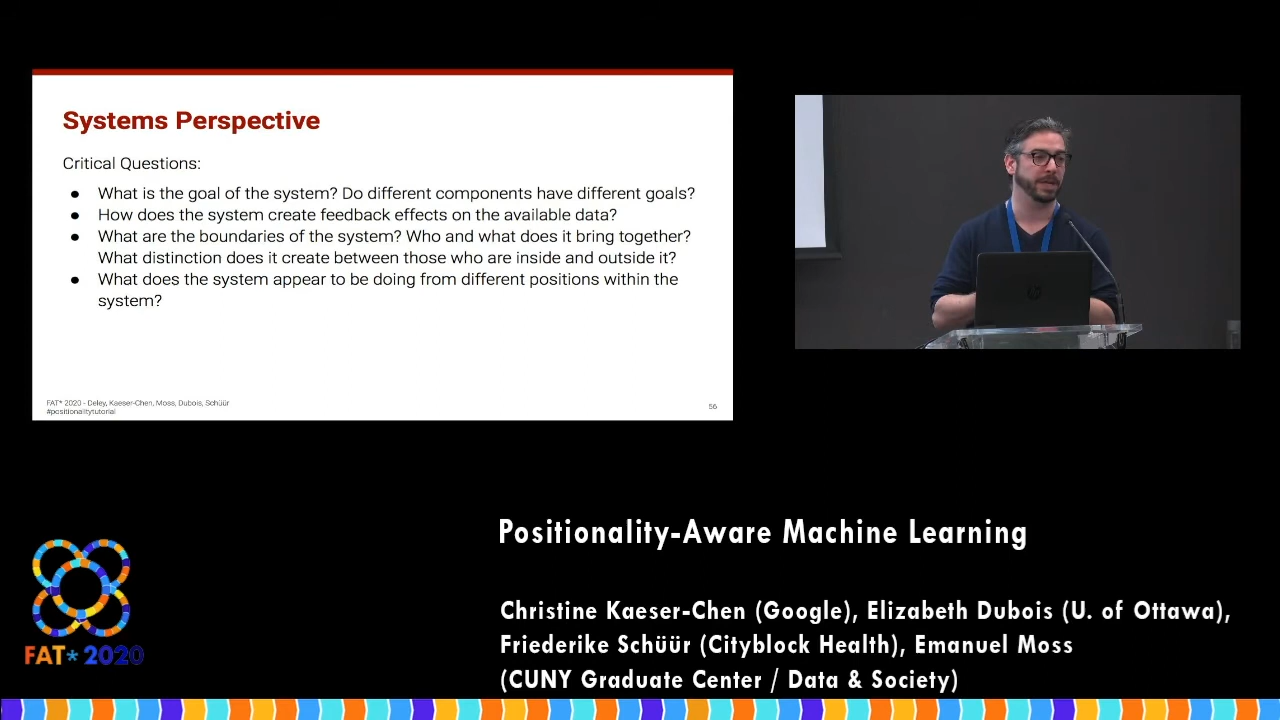 Systems Perspective
Critical Questions:
● What is the goal of the system? Do different components have different goals?
● How does the system create feedback effects on the available data?
● What are the boundaries of the system? Who and what does it bring together?
What distinction does it create between those who are inside and outside it?
● What does the system appear to be doing from different positions within the
system?
FAT* 2020 - Deley, Kaeser-Chen, Moss, Dubois, Schüür
#positionalitytutorial
56
Positionality-Aware Machine Learning
Christine Kaeser-Chen (Google), Elizabeth Dubois (U. of Ottawa),
Friederike Schüür (Cityblock Health), Emanuel Moss
(CUNY Graduate Center / Data & Society)
FAT* 2020